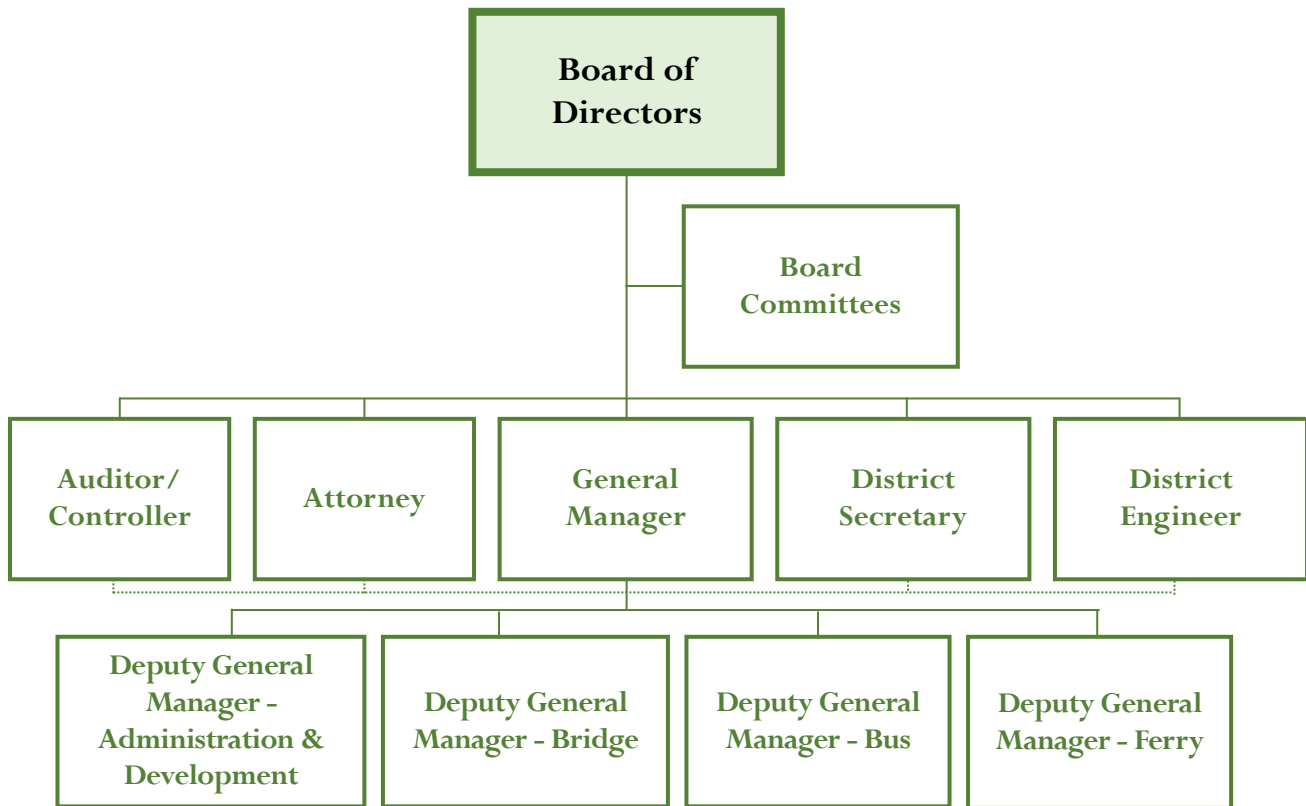 Board of
Directors
Board
Committees
Auditor/
Controller
Attorney
General
Manager
District
Secretary
District
Engineer
Deputy General
Manager -
Administration &
Development
Deputy General
Manager - Bridge
Deputy General
Manager - Bus
Deputy General
Manager - Ferry